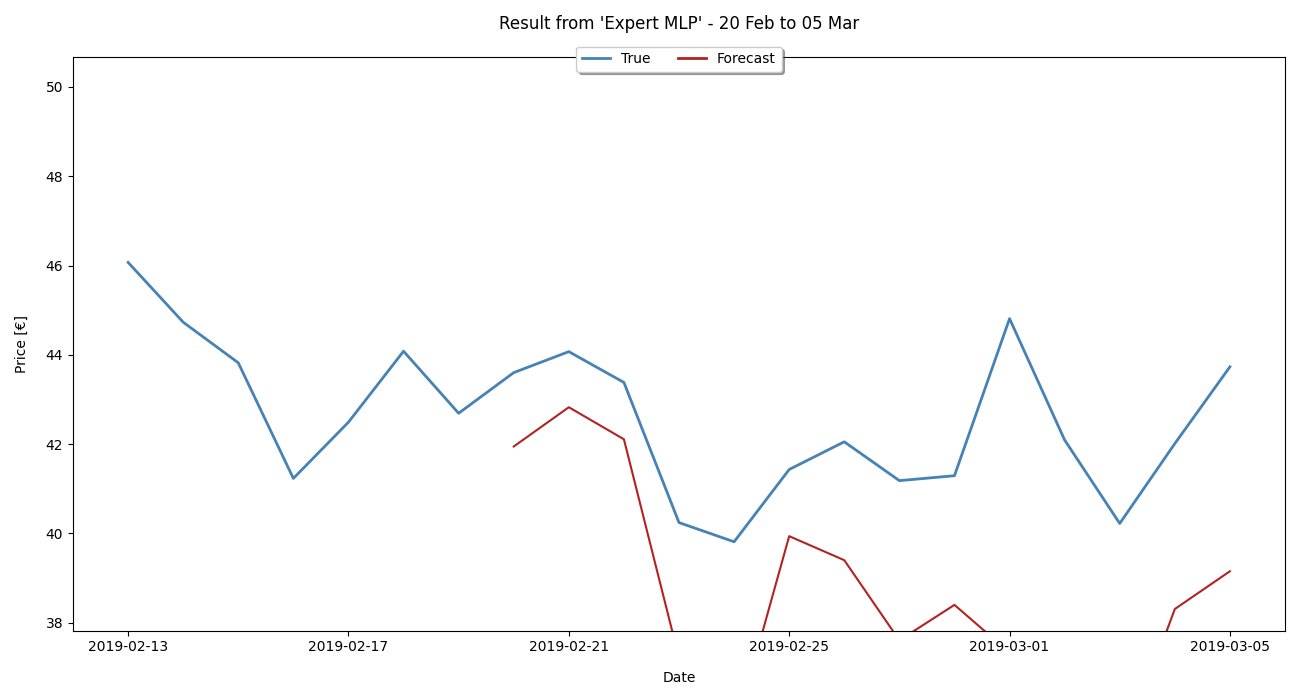 Result from 'Expert MLP' - 20 Feb to 05 Mar
True Forecast
50
48
46
44
42
40
38
Price [€]
2019-02-13 2019-02-17 2019-02-21 2019-02-25 2019-03-01 2019-03-05
Date